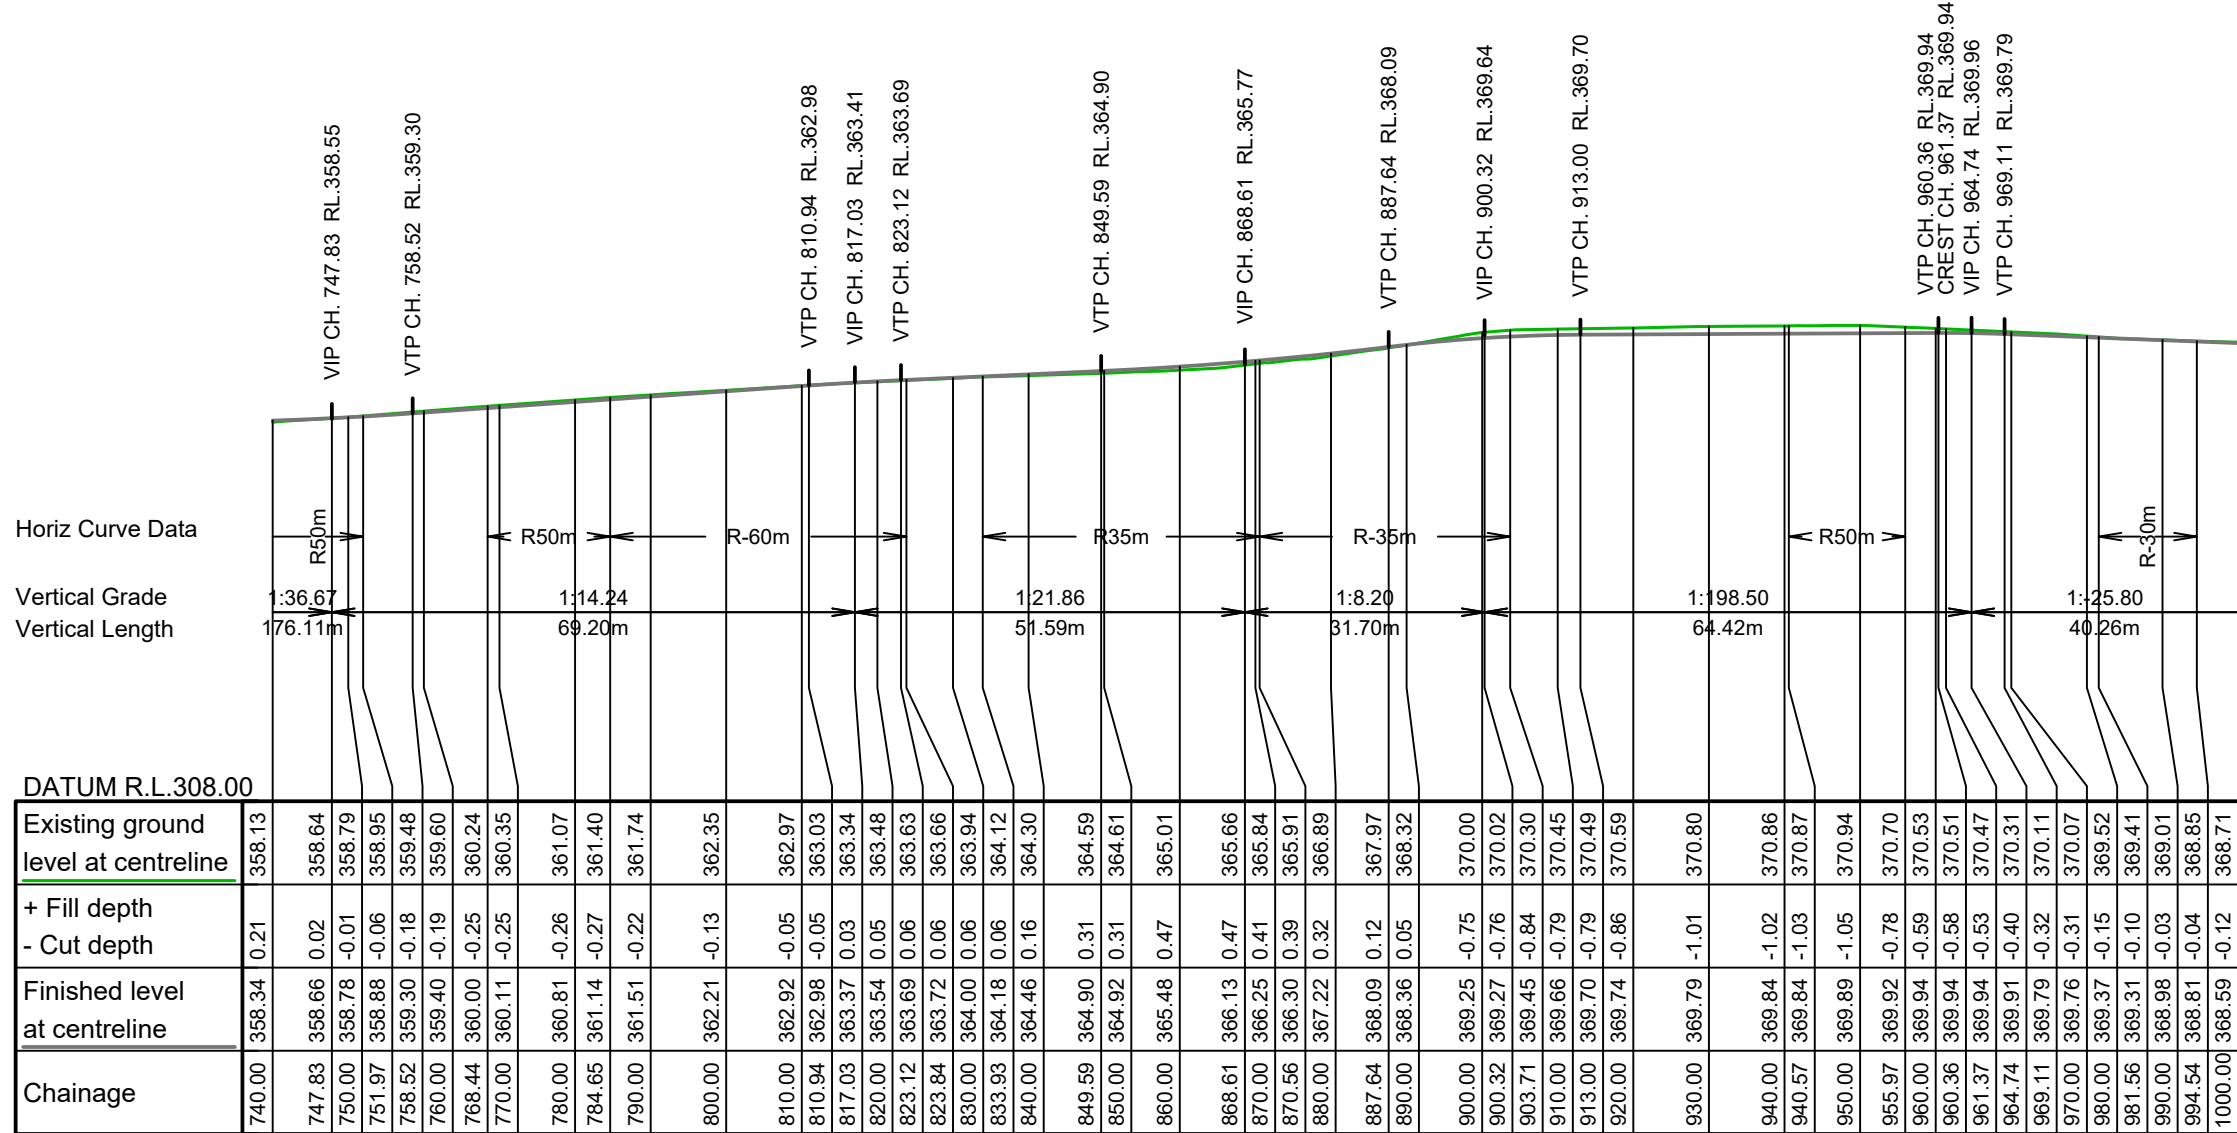 VIP CH. 747.83 RL.358.55
VTP CH. 758.52 RL.359.30
VTP CH. 810.94 RL.362.98
VIP CH. 817.03 RL.363.41
VTP CH. 823.12 RL.363.69
VTP CH. 849.59 RL.364.90
VIP CH. 868.61 RL.365.77
VTP CH. 887.64 RL.368.09
VIP CH. 900.32 RL.369.64
VTP CH. 913.00 RL.369.70
VTP CH. 960.36 RL.369.94
CREST CH. 961.37 RL.369.94
VIP CH. 964.74 RL.369.96
VTP CH. 969.11 RL.369.79
Horiz Curve Data R50m R50m R-60m R35m R-35m R50m R-30m
Vertical Grade 1:36.67 1:14.24 1:21.86 1:8.20 1:198.50 1:-25.80
Vertical Length 176.11m 69.20m 51.59m 31.70m 64.42m 40.26m
DATUM R.L.308.00
Existing ground
level at centreline 358.13 358.64 358.79 358.95 359.48 359.60 360.24 360.35 361.07 361.40 361.74 362.35 362.97 363.03 363.34 363.48 363.63 363.66 363.94 364.12 364.30 364.59 364.61 365.01 365.66 365.84 365.91 366.89 367.97 368.32 370.00 370.02 370.30 370.45 370.49 370.59 370.80 370.86 370.87 370.94 370.70 370.53 370.51 370.47 370.31 370.11 370.07 369.52 369.41 369.01 368.85 368.71
+ Fill depth
- Cut depth 0.21 0.02 -0.01 -0.06 -0.18 -0.19 -0.25 -0.25 -0.26 -0.27 -0.22 -0.13 -0.05 -0.05 0.03 0.05 0.06 0.06 0.06 0.06 0.16 0.31 0.31 0.47 0.47 0.41 0.39 0.32 0.12 0.05 -0.75 -0.76 -0.84 -0.79 -0.79 -0.86 -1.01 -1.02 -1.03 -1.05 -0.78 -0.59 -0.58 -0.53 -0.40 -0.32 -0.31 -0.15 -0.10 -0.03 -0.04 -0.12
Finished level
at centreline 358.34 358.66 358.78 358.88 359.30 359.40 360.00 360.11 360.81 361.14 361.51 362.21 362.92 362.98 363.37 363.54 363.69 363.72 364.00 364.18 364.46 364.90 364.92 365.48 366.13 366.25 366.30 367.22 368.09 368.36 369.25 369.27 369.45 369.66 369.70 369.74 369.79 369.84 369.84 369.89 369.92 369.94 369.94 369.94 369.91 369.79 369.76 369.37 369.31 368.98 368.81 368.59
Chainage 740.00 747.83 750.00 751.97 758.52 760.00 768.44 770.00 780.00 784.65 790.00 800.00 810.00 810.94 817.03 820.00 823.12 823.84 830.00 833.93 840.00 849.59 850.00 860.00 868.61 870.00 870.56 880.00 887.64 890.00 900.00 900.32 903.71 910.00 913.00 920.00 930.00 940.00 940.57 950.00 955.97 960.00 960.36 961.37 964.74 969.11 970.00 980.00 981.56 990.00 994.54 1000.00